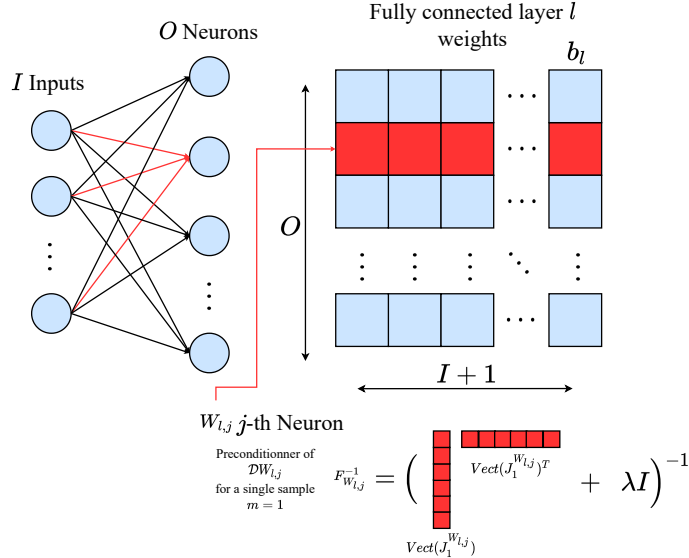 Fully connected layer l
weights
O Neurons
b_l
I Inputs
O
I + 1
W_{l,j} j-th Neuron
Preconditionner of
𝒟W_{l,j}
for a single sample
m = 1
F_{W_{l,j}}^{-1} = ( Vect(J_1^{W_{l,j}}) Vect(J_1^{W_{l,j}})^T + λI )^{-1}